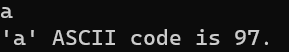 a
'a' ASCII code is 97.